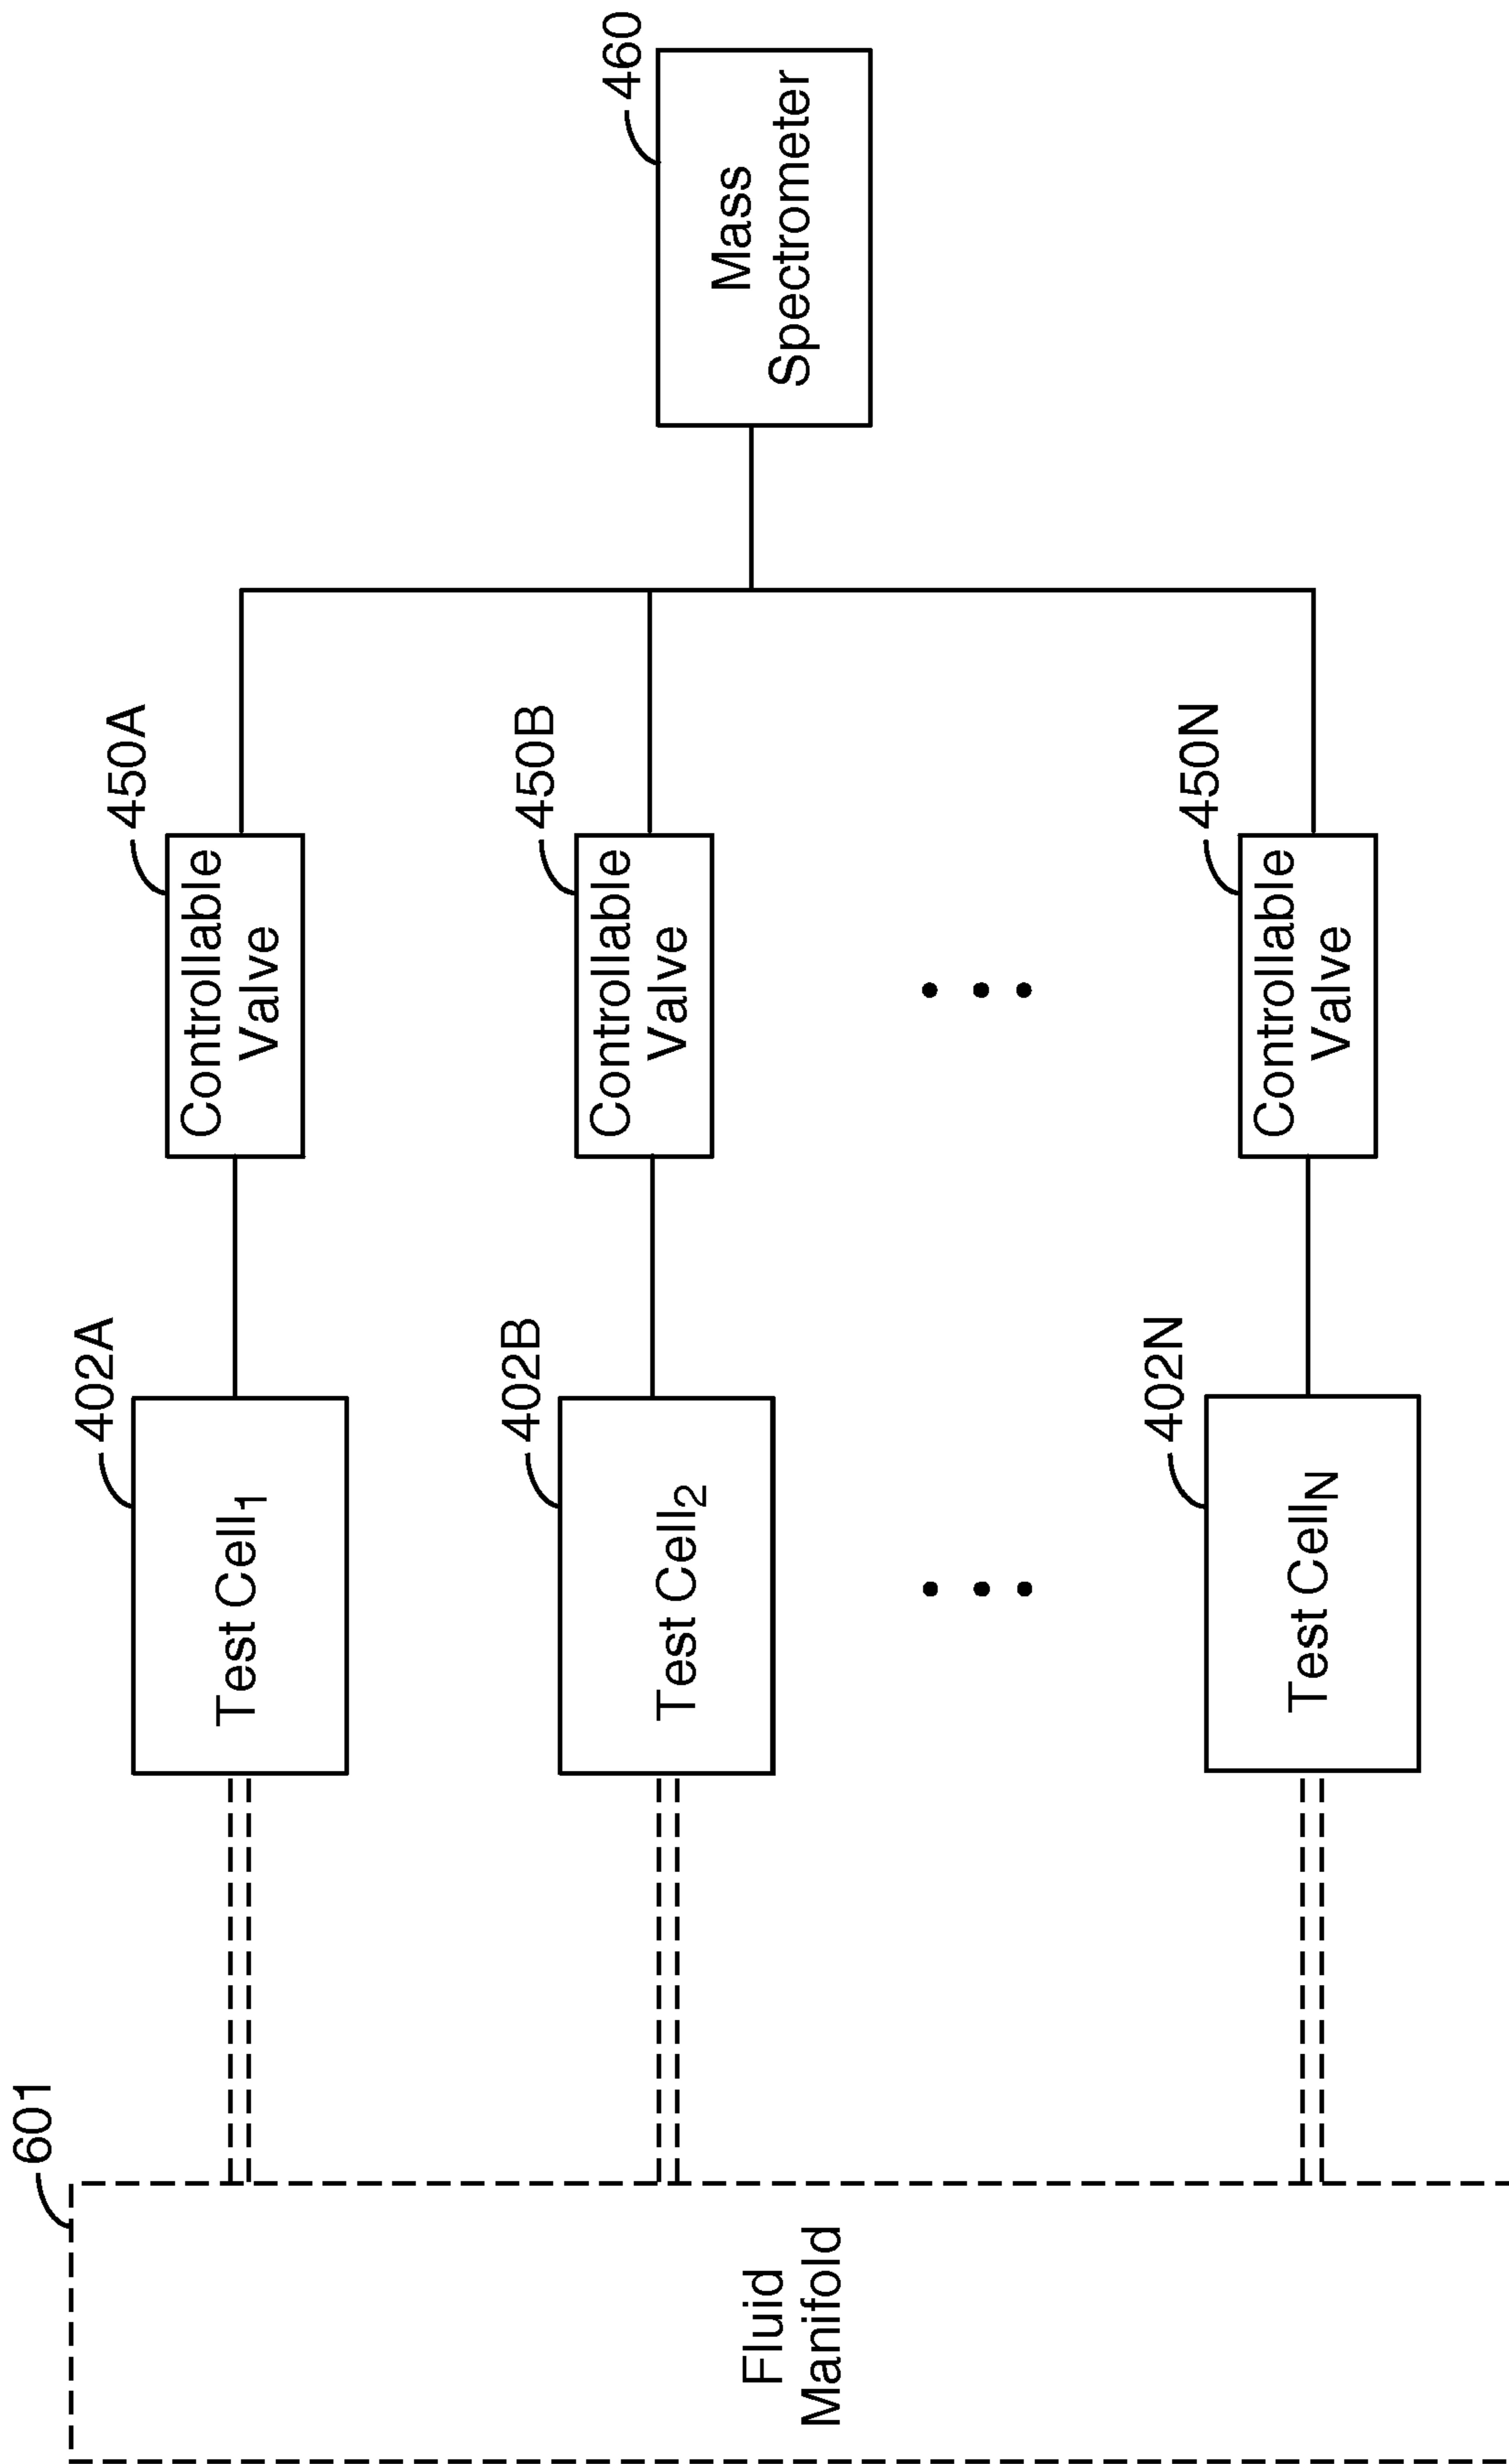 601
Fluid
Manifold
402A
Test Cell1
450A
Controllable
Valve
402B
Test Cell2
450B
Controllable
Valve
402N
Test CellN
450N
Controllable
Valve
460
Mass
Spectrometer